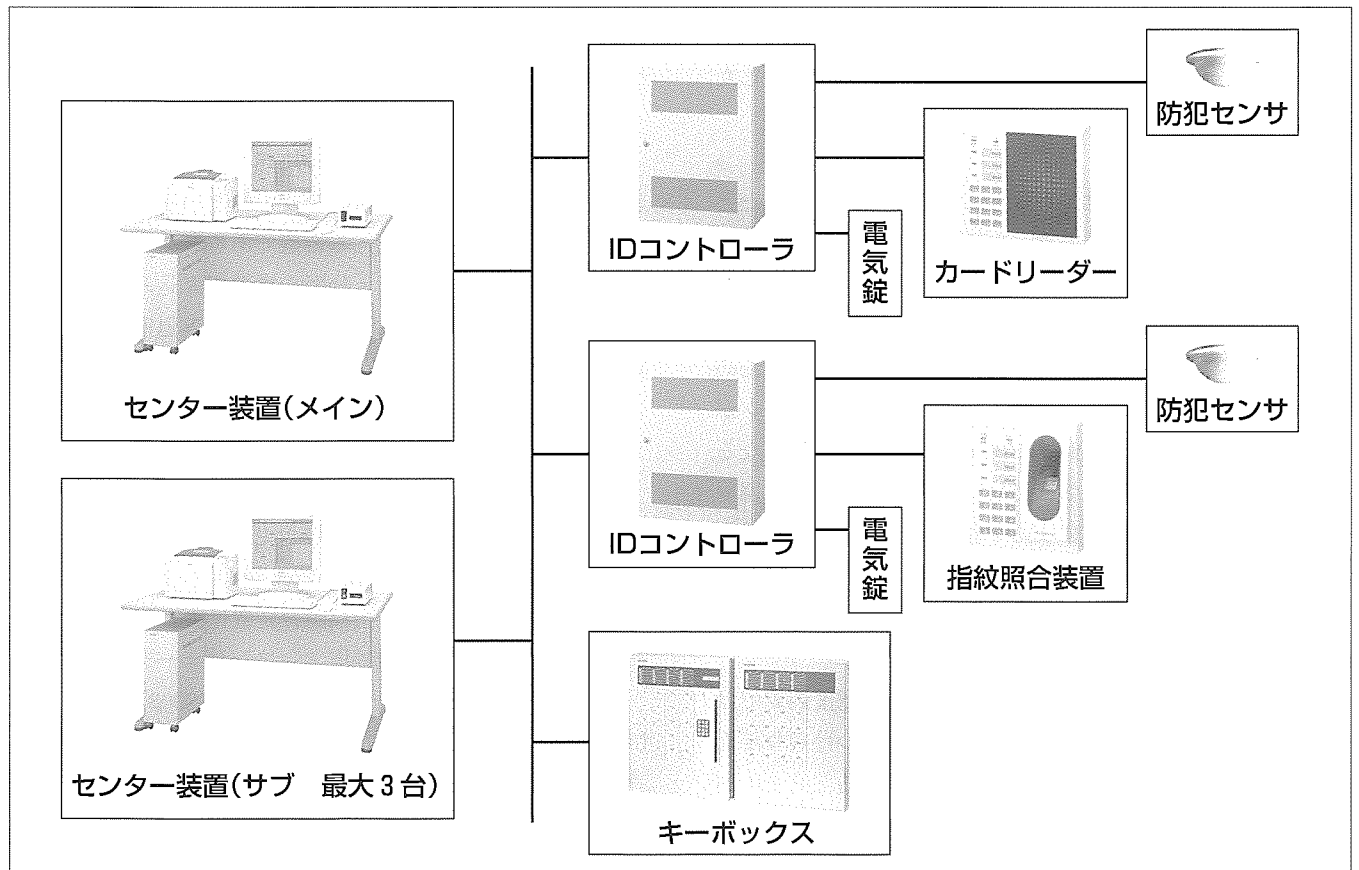 防犯センサ
IDコントローラ
電気錠
カードリーダー
センター装置(メイン)
防犯センサ
IDコントローラ
電気錠
指紋照合装置
センター装置(サブ　最大3台)
キーボックス